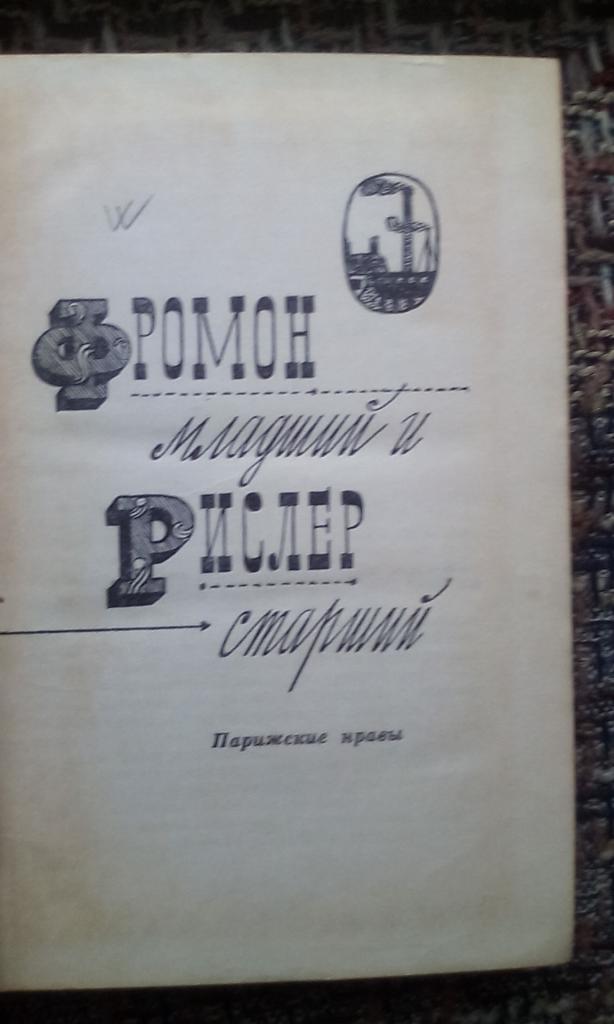 ФРОМОН
младший и
РИСЛЕР
старший
Парижские нравы